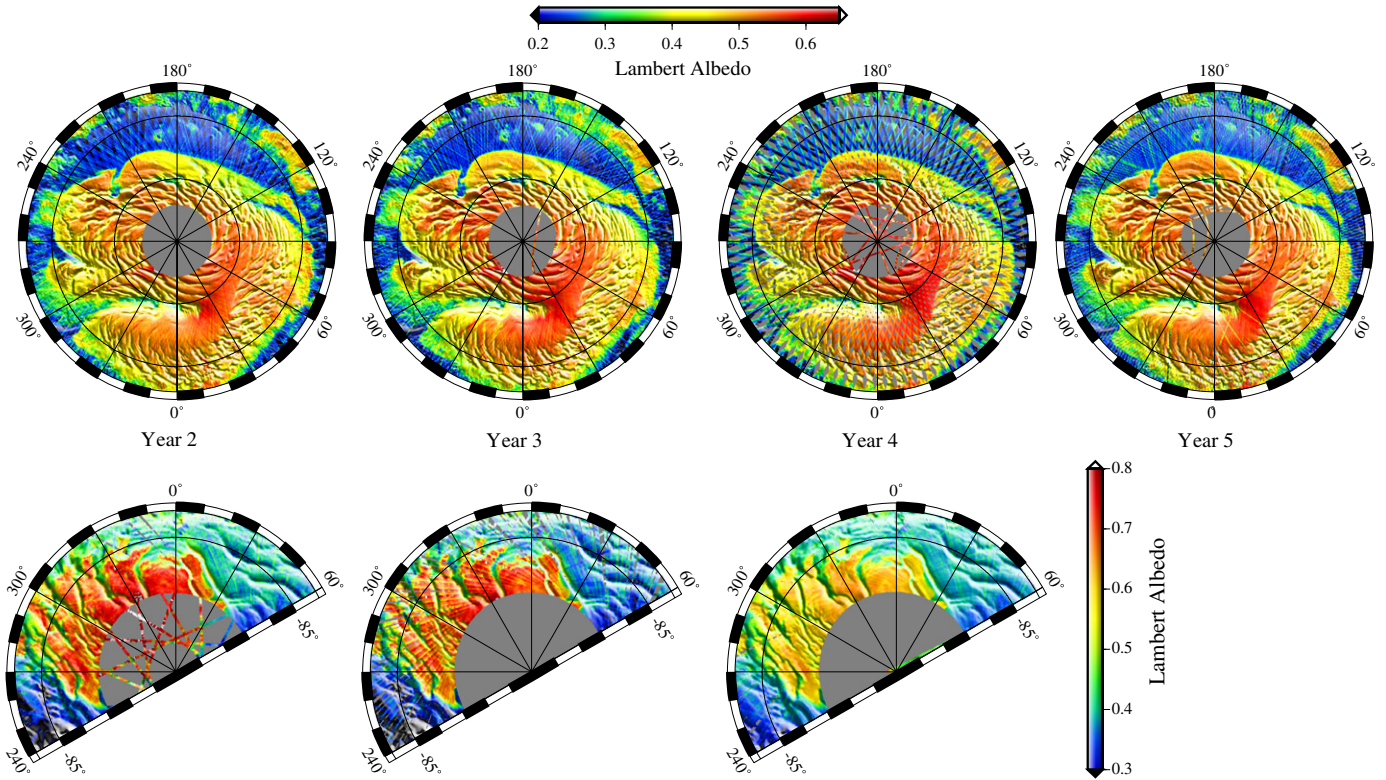 0.2 0.3 0.4 0.5 0.6
Lambert Albedo
180° 180° 180° 180°
240° 120° 240° 120° 240° 120° 240° 120°
300° 60° 300° 60° 300° 60° 300° 60°
0° 0° 0° 0
Year 2 Year 3 Year 4 Year 5
0° 0° 0°
300° 60° 300° 60° 300° 60°
-85° -85° -85°
240° -85° 240° -85° 240° -85°
0.8
0.7
0.6
0.5
0.4
0.3
Lambert Albedo